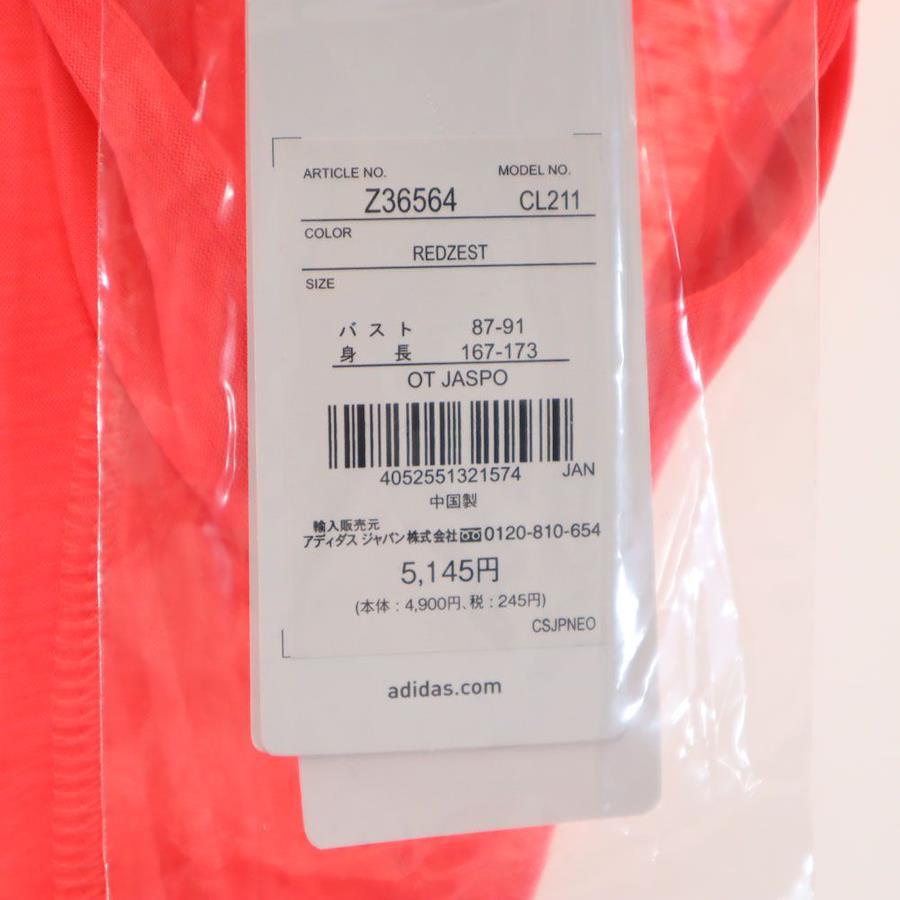 ARTICLE NO. MODEL NO.
Z36564 CL211
COLOR
REDZEST
SIZE
バスト 87-91
身長 167-173
OT JASPO
4052551321574 JAN
中国製
輸入販売元
アディダス ジャパン株式会社 0120-810-654
5,145円
(本体：4,900円、税：245円)
CSJPNEO
adidas.com